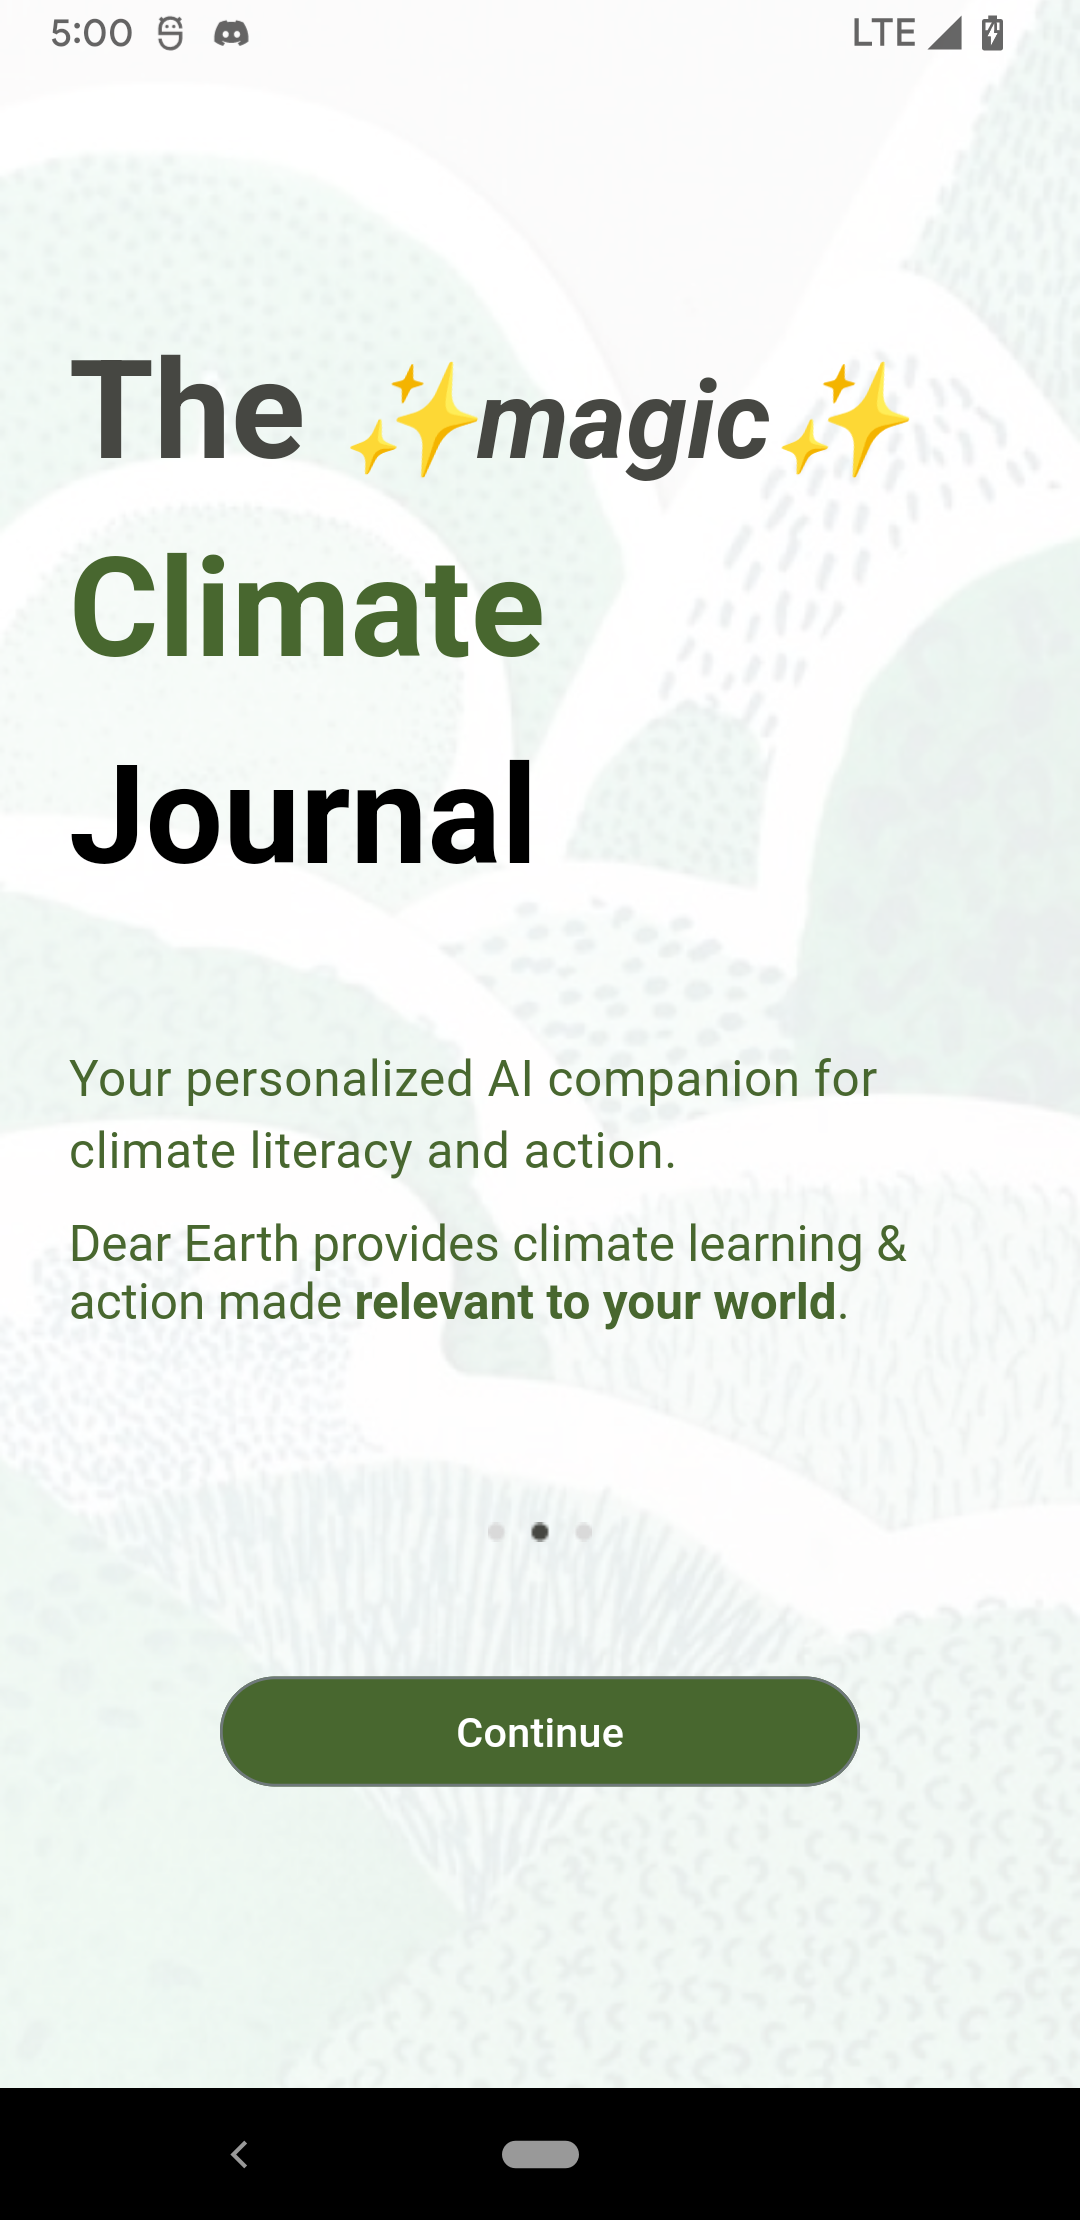 5:00 LTE
The ✨magic✨
Climate
Journal
Your personalized AI companion for
climate literacy and action.
Dear Earth provides climate learning &
action made relevant to your world.
Continue